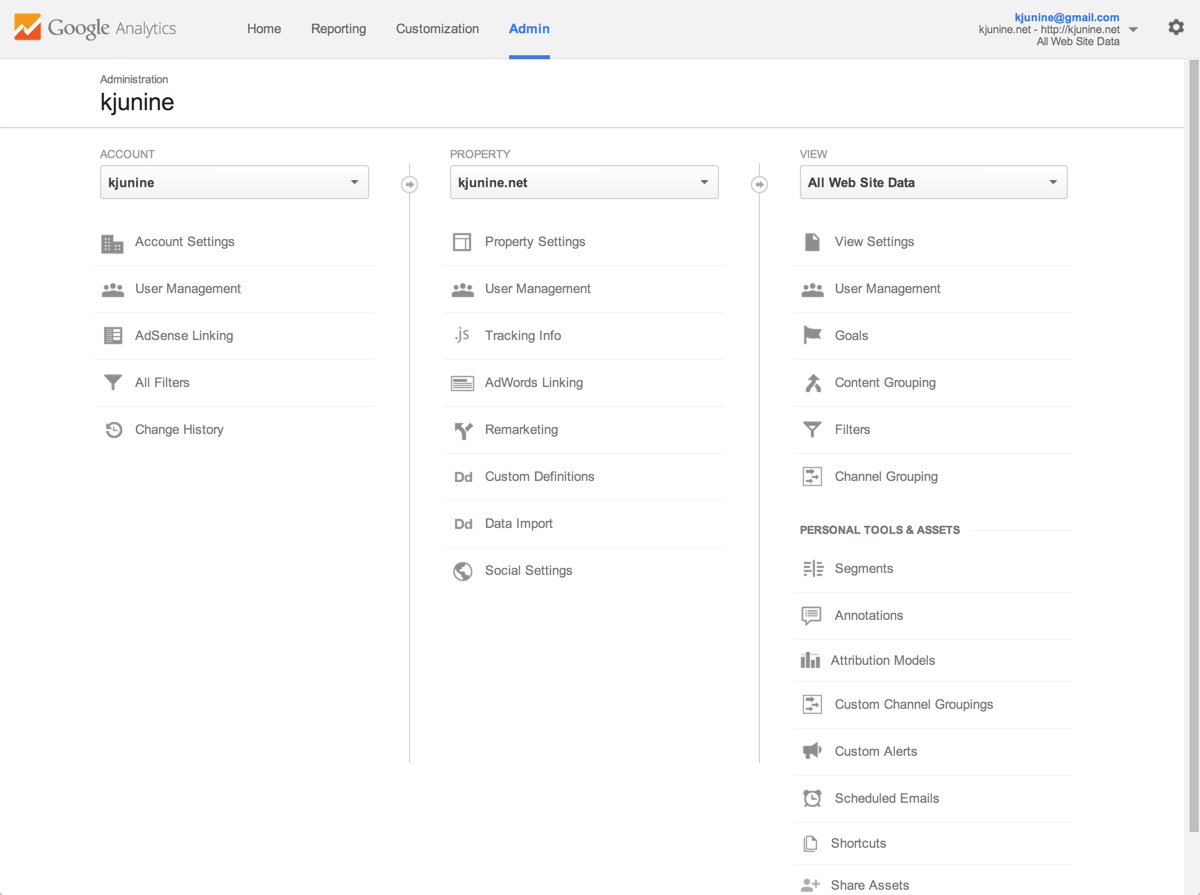 Google Analytics
Home
Reporting
Customization
Admin
kjunine@gmail.com
kjunine.net - http://kjunine.net
All Web Site Data
Administration
kjunine
ACCOUNT
kjunine
Account Settings
User Management
AdSense Linking
All Filters
Change History
PROPERTY
kjunine.net
Property Settings
User Management
.js Tracking Info
AdWords Linking
Remarketing
Dd Custom Definitions
Dd Data Import
Social Settings
VIEW
All Web Site Data
View Settings
User Management
Goals
Content Grouping
Filters
Channel Grouping
PERSONAL TOOLS & ASSETS
Segments
Annotations
Attribution Models
Custom Channel Groupings
Custom Alerts
Scheduled Emails
Shortcuts
Share Assets